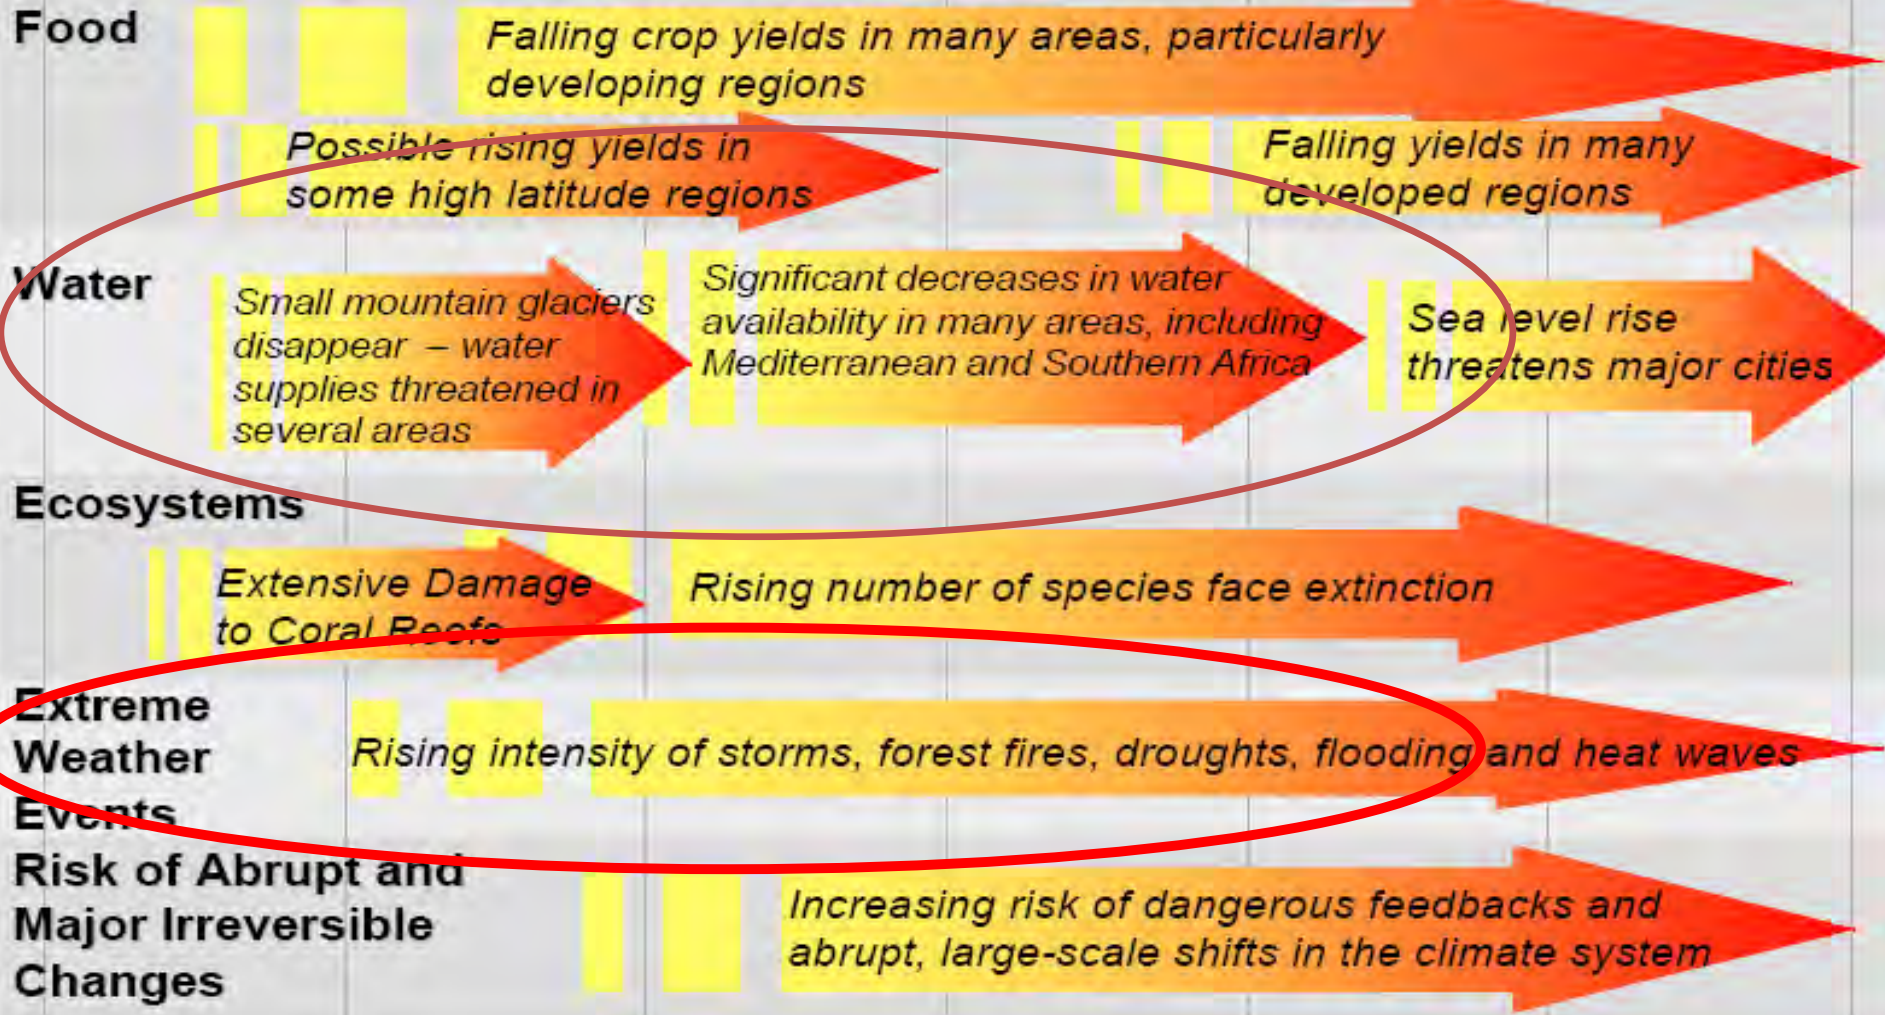 Food
Falling crop yields in many areas, particularly
developing regions
Possible rising yields in
some high latitude regions
Falling yields in many
developed regions
Water
Small mountain glaciers
disappear – water
supplies threatened in
several areas
Significant decreases in water
availability in many areas, including
Mediterranean and Southern Africa
Sea level rise
threatens major cities
Ecosystems
Extensive Damage
to Coral Reefs
Rising number of species face extinction
Extreme
Weather
Events
Rising intensity of storms, forest fires, droughts, flooding and heat waves
Risk of Abrupt and
Major Irreversible
Changes
Increasing risk of dangerous feedbacks and
abrupt, large-scale shifts in the climate system